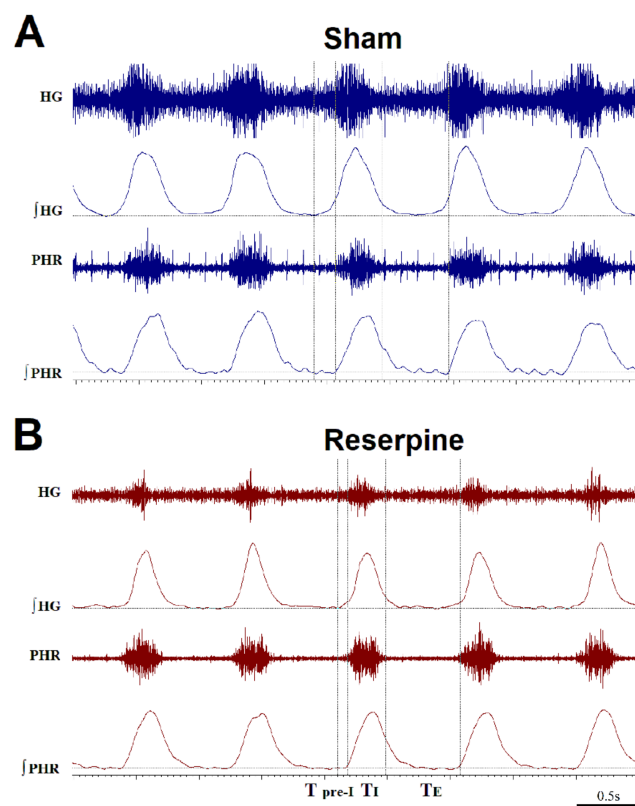 A
Sham
HG
∫HG
PHR
∫PHR
B
Reserpine
HG
∫HG
PHR
∫PHR
T pre-I TI TE
0.5s